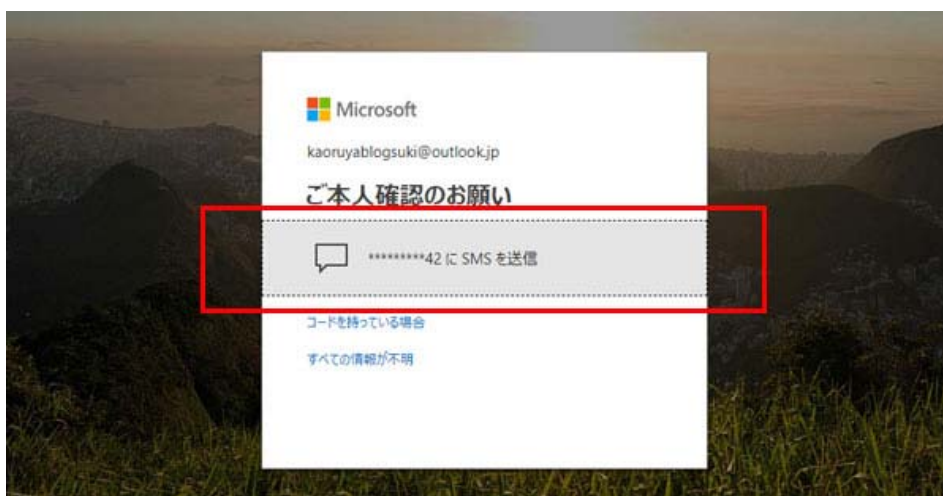 Microsoft
kaoruyablogsuki@outlook.jp
ご本人確認のお願い
*********42 に SMS を送信
コードを持っている場合
すべての情報が不明